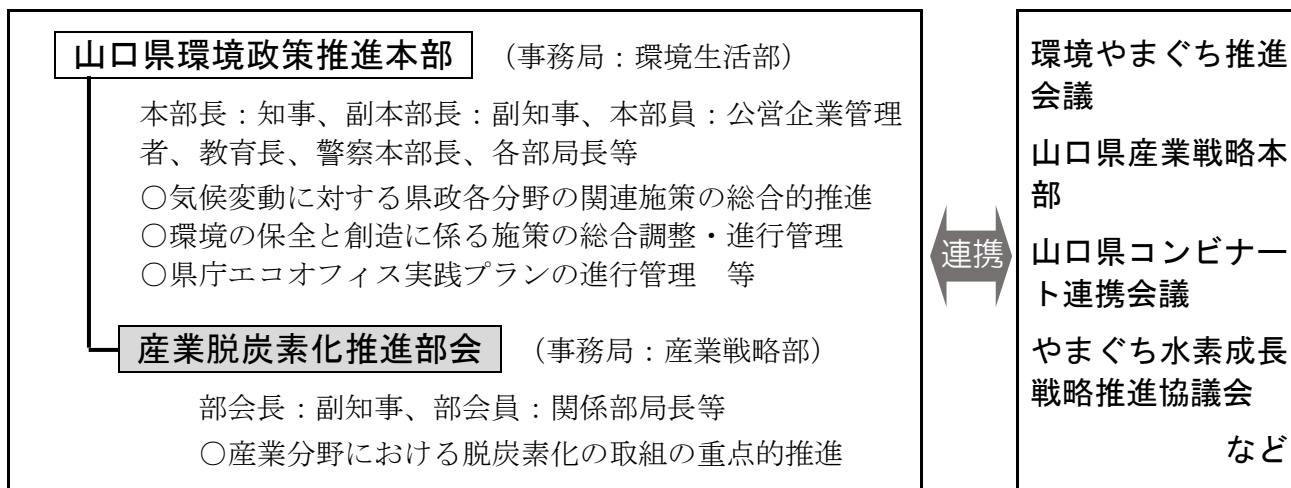 山口県環境政策推進本部 （事務局：環境生活部）
本部長：知事、副本部長：副知事、本部員：公営企業管理
者、教育長、警察本部長、各部局長等
○気候変動に対する県政各分野の関連施策の総合的推進
○環境の保全と創造に係る施策の総合調整・進行管理
○県庁エコオフィス実践プランの進行管理　等
産業脱炭素化推進部会 （事務局：産業戦略部）
部会長：副知事、部会員：関係部局長等
○産業分野における脱炭素化の取組の重点的推進
連携
環境やまぐち推進
会議
山口県産業戦略本
部
山口県コンビナー
ト連携会議
やまぐち水素成長
戦略推進協議会
など